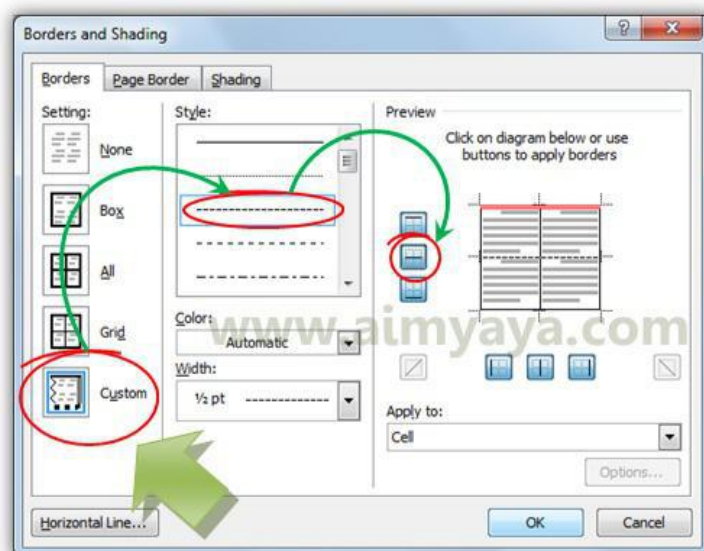 Borders and Shading
Borders
Page Border
Shading
Setting:
None
Box
All
Grid
Custom
Style:
Color:
Automatic
Width:
½ pt
Preview
Click on diagram below or use
buttons to apply borders
www.aimyaya.com
Apply to:
Cell
Options...
Horizontal Line...
OK
Cancel